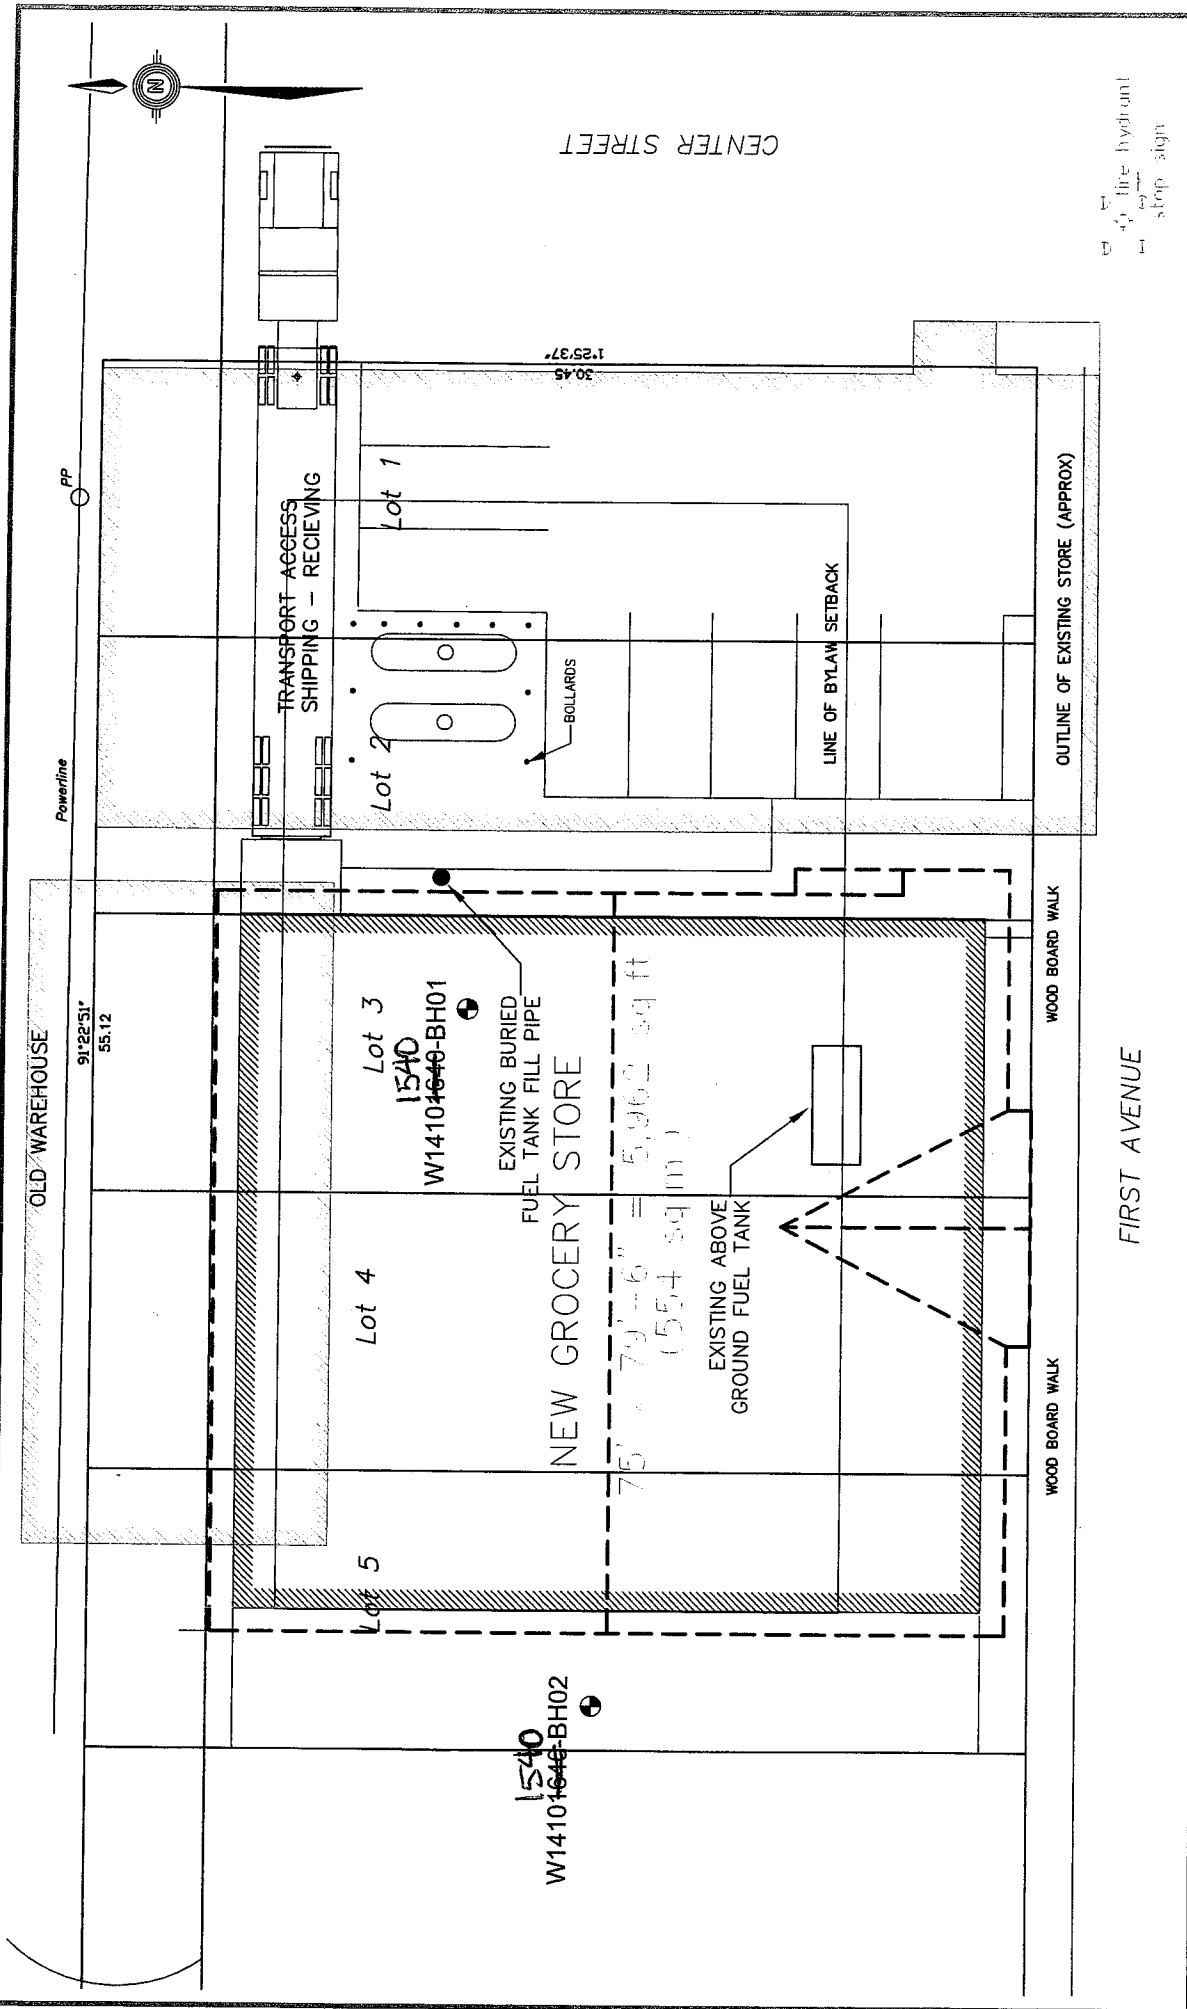 N
CENTER STREET
fire hydrant
stop sign
D
I
30.45
1°25'37"
PP
Powerline
TRANSPORT ACCESS
SHIPPING - RECIEVING
Lot 1
Lot 2
BOLLARDS
LINE OF BYLAW SETBACK
OUTLINE OF EXISTING STORE (APPROX)
OLD WAREHOUSE
91°22'51"
55.12
Lot 3
1540
W14101640-BH01
EXISTING BURIED
FUEL TANK FILL PIPE
NEW GROCERY STORE
75' x 79'-6" = 5,962 sq ft
(554 sq m)
EXISTING ABOVE
GROUND FUEL TANK
Lot 4
Lot 5
WOOD BOARD WALK
WOOD BOARD WALK
FIRST AVENUE
1540
W14101640-BH02